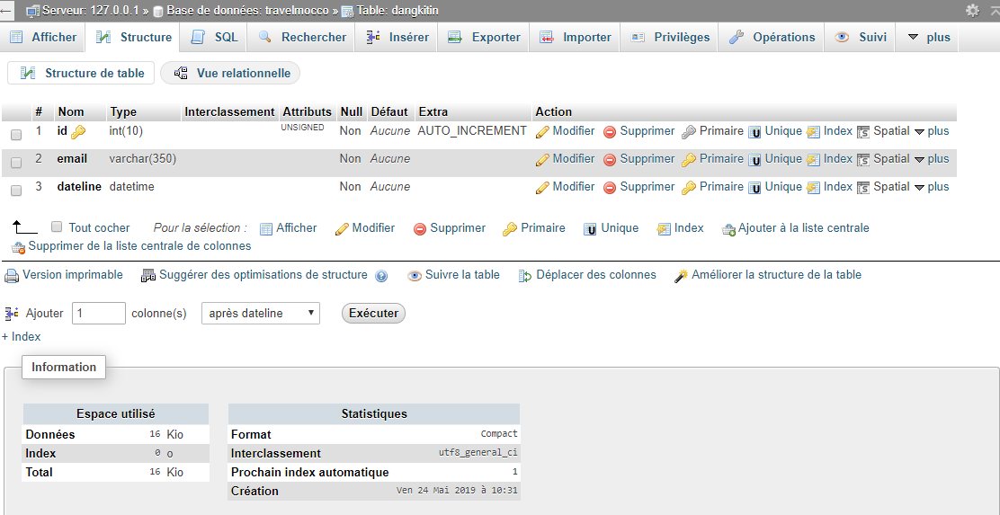 Serveur: 127.0.0.1 » Base de données: travelmocco » Table: dangkitin
Afficher Structure SQL Rechercher Insérer Exporter Importer Privilèges Opérations Suivi plus
Structure de table Vue relationnelle
# Nom Type Interclassement Attributs Null Défaut Extra Action
1 id int(10) UNSIGNED Non Aucune AUTO_INCREMENT Modifier Supprimer Primaire Unique Index Spatial plus
2 email varchar(350) Non Aucune Modifier Supprimer Primaire Unique Index Spatial plus
3 dateline datetime Non Aucune Modifier Supprimer Primaire Unique Index Spatial plus
Tout cocher Pour la sélection : Afficher Modifier Supprimer Primaire Unique Index Ajouter à la liste centrale
Supprimer de la liste centrale de colonnes
Version imprimable Suggérer des optimisations de structure Suivre la table Déplacer des colonnes Améliorer la structure de la table
Ajouter 1 colonne(s) après dateline Exécuter
+ Index
Information
Espace utilisé Statistiques
Données 16 Kio Format Compact
Index 0 o Interclassement utf8_general_ci
Total 16 Kio Prochain index automatique 1
Création Ven 24 Mai 2019 à 10:31